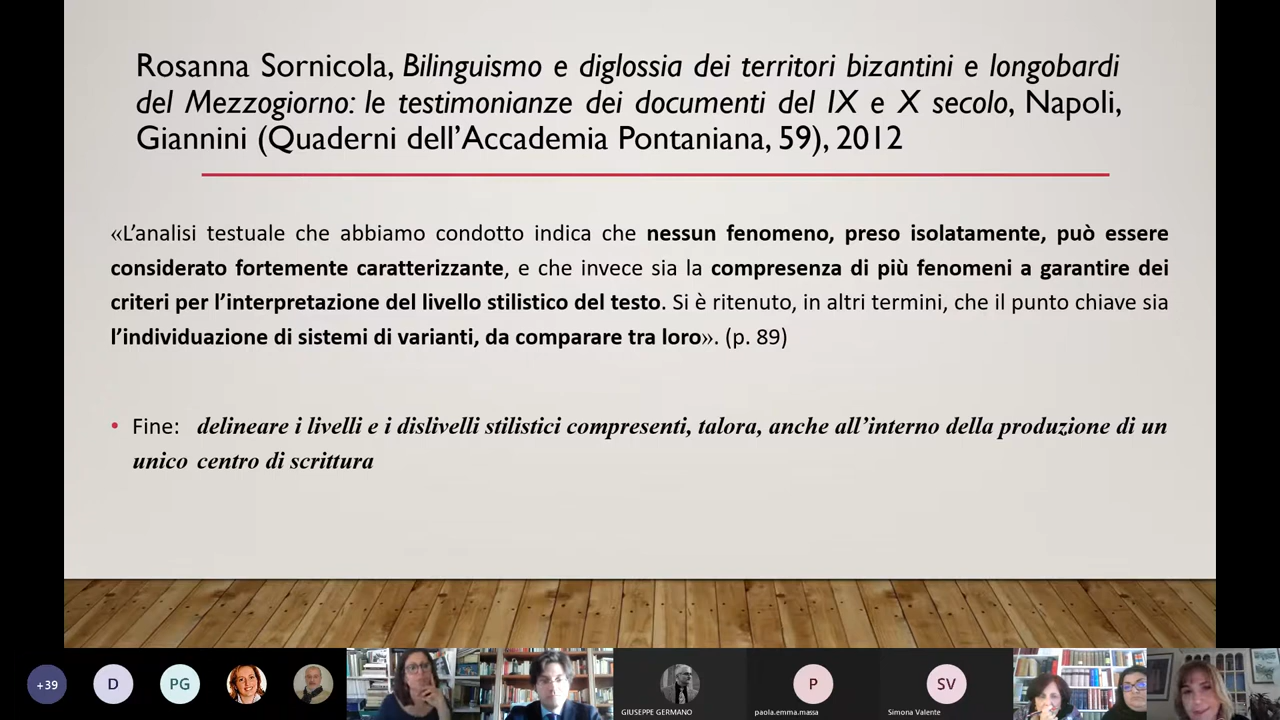 Rosanna Sornicola, Bilinguismo e diglossia dei territori bizantini e longobardi
del Mezzogiorno: le testimonianze dei documenti del IX e X secolo, Napoli,
Giannini (Quaderni dell’Accademia Pontaniana, 59), 2012
«L’analisi testuale che abbiamo condotto indica che nessun fenomeno, preso isolatamente, può essere
considerato fortemente caratterizzante, e che invece sia la compresenza di più fenomeni a garantire dei
criteri per l’interpretazione del livello stilistico del testo. Si è ritenuto, in altri termini, che il punto chiave sia
l’individuazione di sistemi di varianti, da comparare tra loro». (p. 89)
• Fine: delineare i livelli e i dislivelli stilistici compresenti, talora, anche all’interno della produzione di un
unico centro di scrittura
+39
D
PG
GIUSEPPE GERMANO
P
paola.emma.massa
SV
Simona Valente